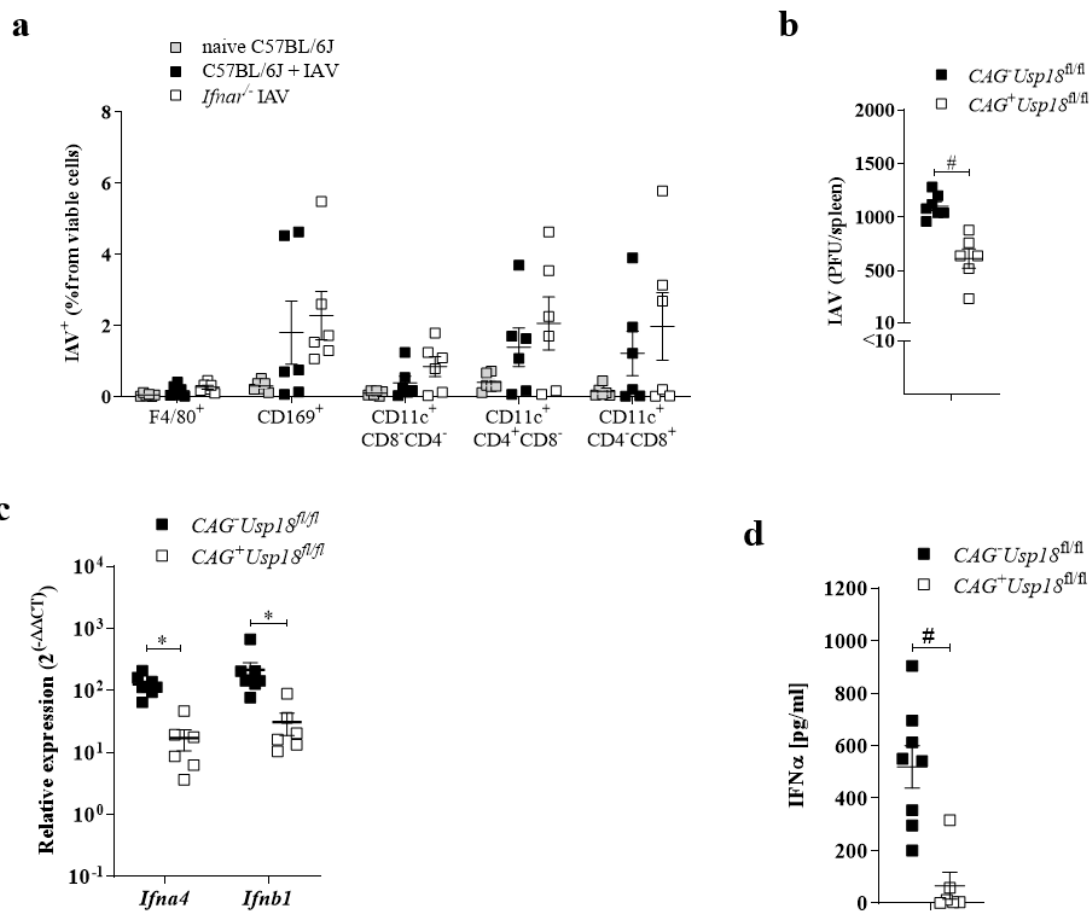 a
naive C57BL/6J
C57BL/6J + IAV
Ifnar/- IAV
IAV+ (%from viable cells)
8
6
4
2
0
F4/80+
CD169+
CD11c+
CD8-CD4-
CD11c+
CD4+CD8-
CD11c+
CD4-CD8+
b
CAG-Usp18fl/fl
CAG+Usp18fl/fl
IAV (PFU/spleen)
2000
1500
1000
500
10
<10
#
c
CAG-Usp18fl/fl
CAG+Usp18fl/fl
Relative expression (2(-ΔΔCT)
10^4
10^3
10^2
10^1
10^0
10^-1
*
*
Ifna4
Ifnb1
d
CAG-Usp18fl/fl
CAG+Usp18fl/fl
IFNα [pg/ml]
1200
1000
800
600
400
200
0
#